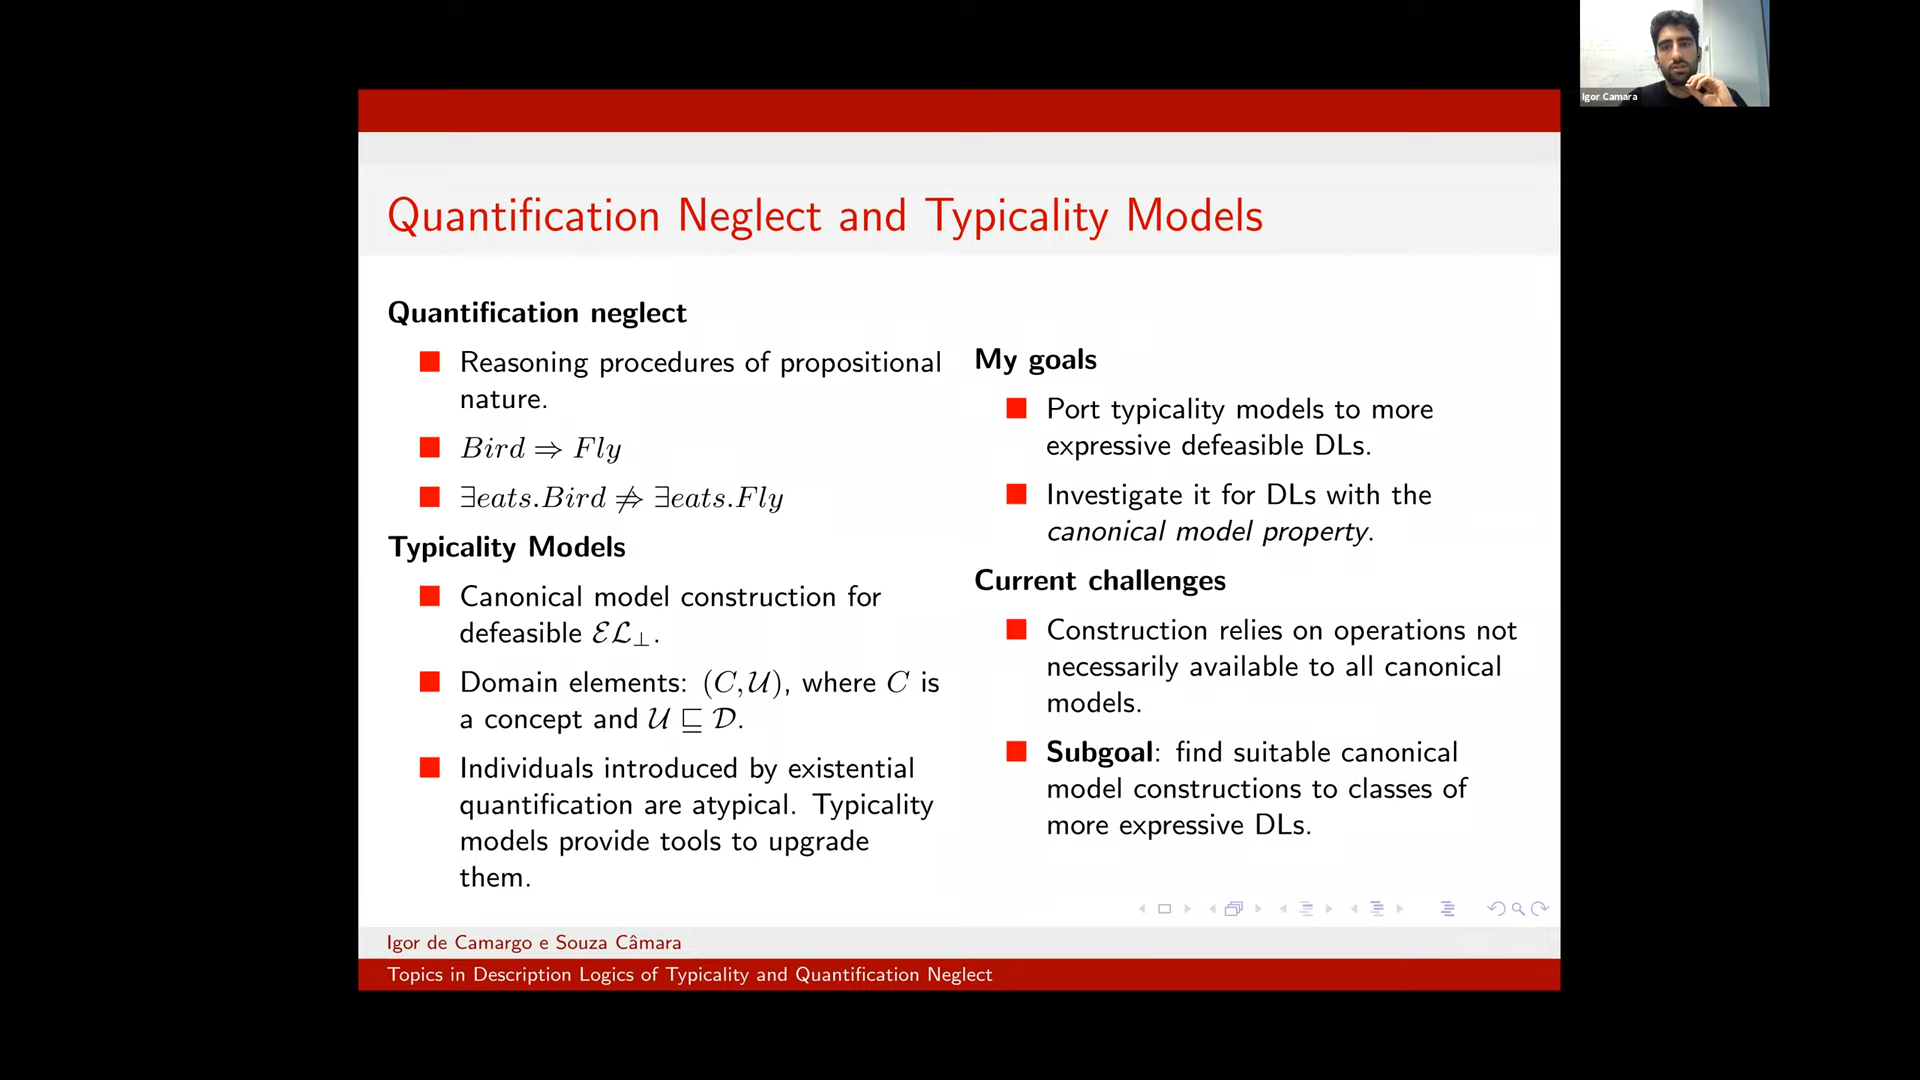 Igor Camara
Quantification Neglect and Typicality Models
Quantification neglect
Reasoning procedures of propositional
nature.
Bird ⇒ Fly
∃eats.Bird ⇏ ∃eats.Fly
Typicality Models
Canonical model construction for
defeasible ℰℒ⊥.
Domain elements: (C, 𝒰), where C is
a concept and 𝒰 ⊑ 𝒟.
Individuals introduced by existential
quantification are atypical. Typicality
models provide tools to upgrade
them.
My goals
Port typicality models to more
expressive defeasible DLs.
Investigate it for DLs with the
canonical model property.
Current challenges
Construction relies on operations not
necessarily available to all canonical
models.
Subgoal: find suitable canonical
model constructions to classes of
more expressive DLs.
Igor de Camargo e Souza Câmara
Topics in Description Logics of Typicality and Quantification Neglect